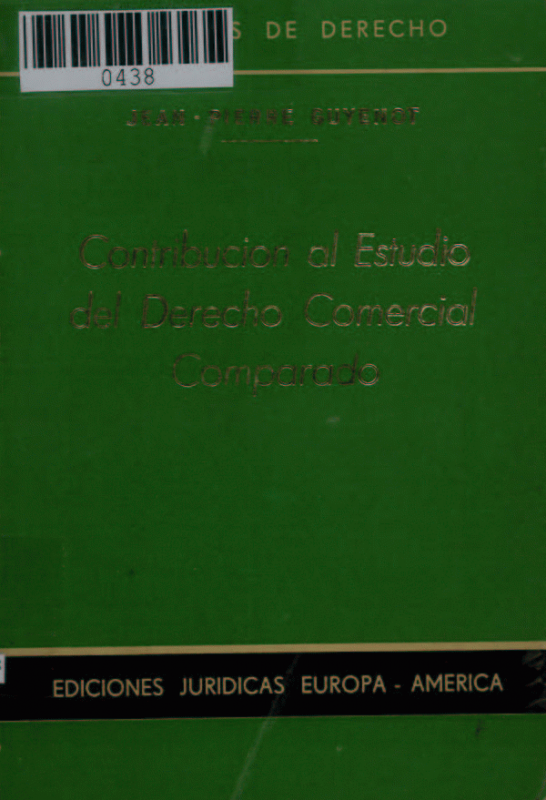 DE DERECHO
0438
JEAN - PIERRE GUYENOT
Contribucion al Estudio
del Derecho Comercial
Comparado
EDICIONES JURIDICAS EUROPA - AMERICA